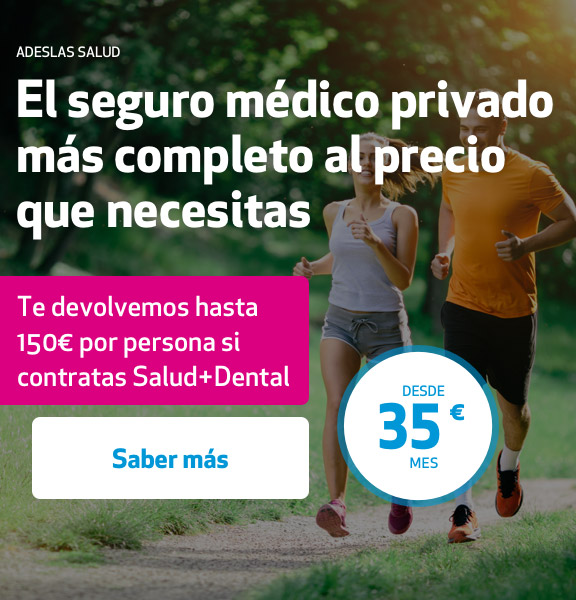 ADESLAS SALUD
El seguro médico privado
más completo al precio
que necesitas
Te devolvemos hasta
150€ por persona si
contratas Salud+Dental
Saber más
DESDE
35 €
MES